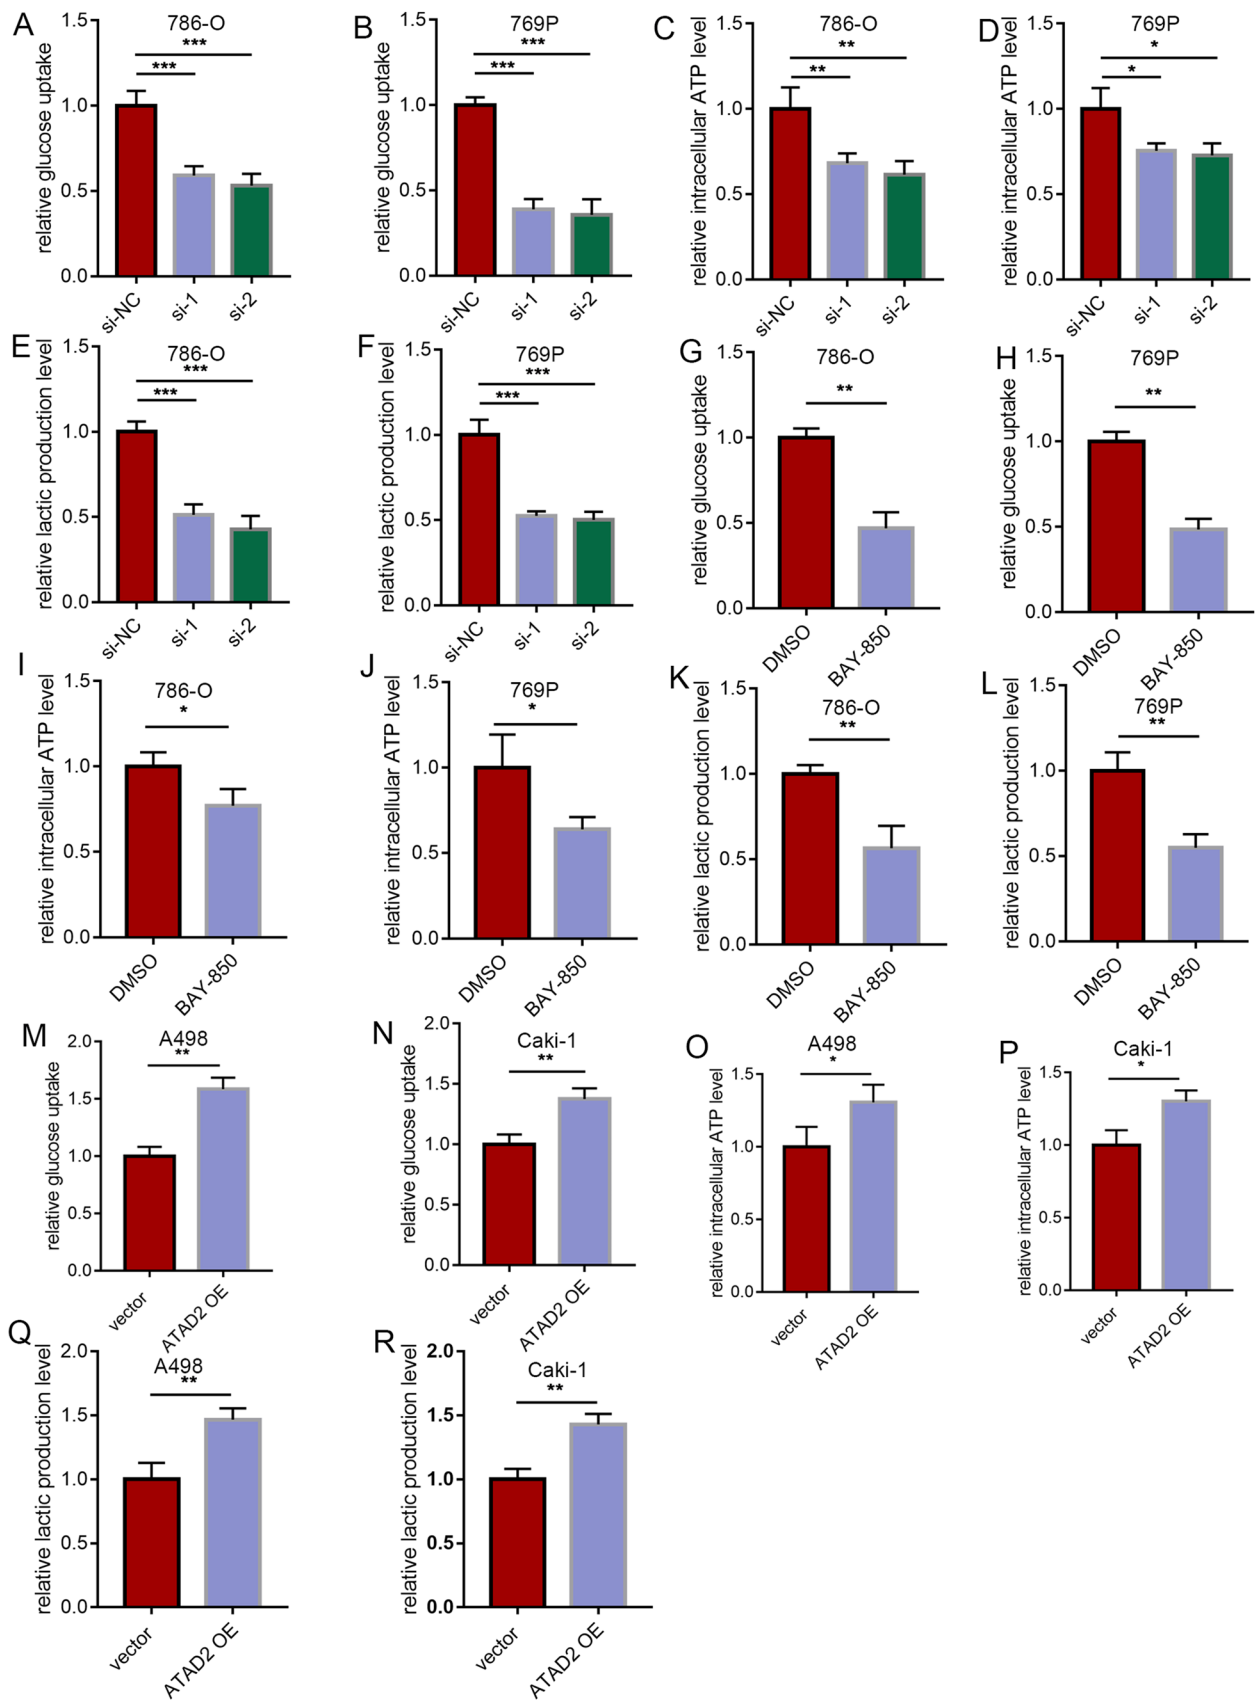 A
786-O
***
***
relative glucose uptake
1.5
1.0
0.5
0.0
si-NC
si-1
si-2
B
769P
***
***
relative glucose uptake
1.5
1.0
0.5
0.0
si-NC
si-1
si-2
C
786-O
**
**
relative intracellular ATP level
1.5
1.0
0.5
0.0
si-NC
si-1
si-2
D
769P
*
*
relative intracellular ATP level
1.5
1.0
0.5
0.0
si-NC
si-1
si-2
E
786-O
***
***
relative lactic production level
1.5
1.0
0.5
0.0
si-NC
si-1
si-2
F
769P
***
***
relative lactic production level
1.5
1.0
0.5
0.0
si-NC
si-1
si-2
G
786-O
**
relative glucose uptake
1.5
1.0
0.5
0.0
DMSO
BAY-850
H
769P
**
relative glucose uptake
1.5
1.0
0.5
0.0
DMSO
BAY-850
I
786-O
*
relative intracellular ATP level
1.5
1.0
0.5
0.0
DMSO
BAY-850
J
769P
*
relative intracellular ATP level
1.5
1.0
0.5
0.0
DMSO
BAY-850
K
786-O
**
relative lactic production level
1.5
1.0
0.5
0.0
DMSO
BAY-850
L
769P
**
relative lactic production level
1.5
1.0
0.5
0.0
DMSO
BAY-850
M
A498
**
relative glucose uptake
2.0
1.5
1.0
0.5
0.0
vector
ATAD2 OE
N
Caki-1
**
relative glucose uptake
2.0
1.5
1.0
0.5
0.0
vector
ATAD2 OE
O
A498
*
relative intracellular ATP level
1.5
1.0
0.5
0.0
vector
ATAD2 OE
P
Caki-1
*
relative intracellular ATP level
1.5
1.0
0.5
0.0
vector
ATAD2 OE
Q
A498
**
relative lactic production level
2.0
1.5
1.0
0.5
0.0
vector
ATAD2 OE
R
Caki-1
**
relative lactic production level
2.0
1.5
1.0
0.5
0.0
vector
ATAD2 OE